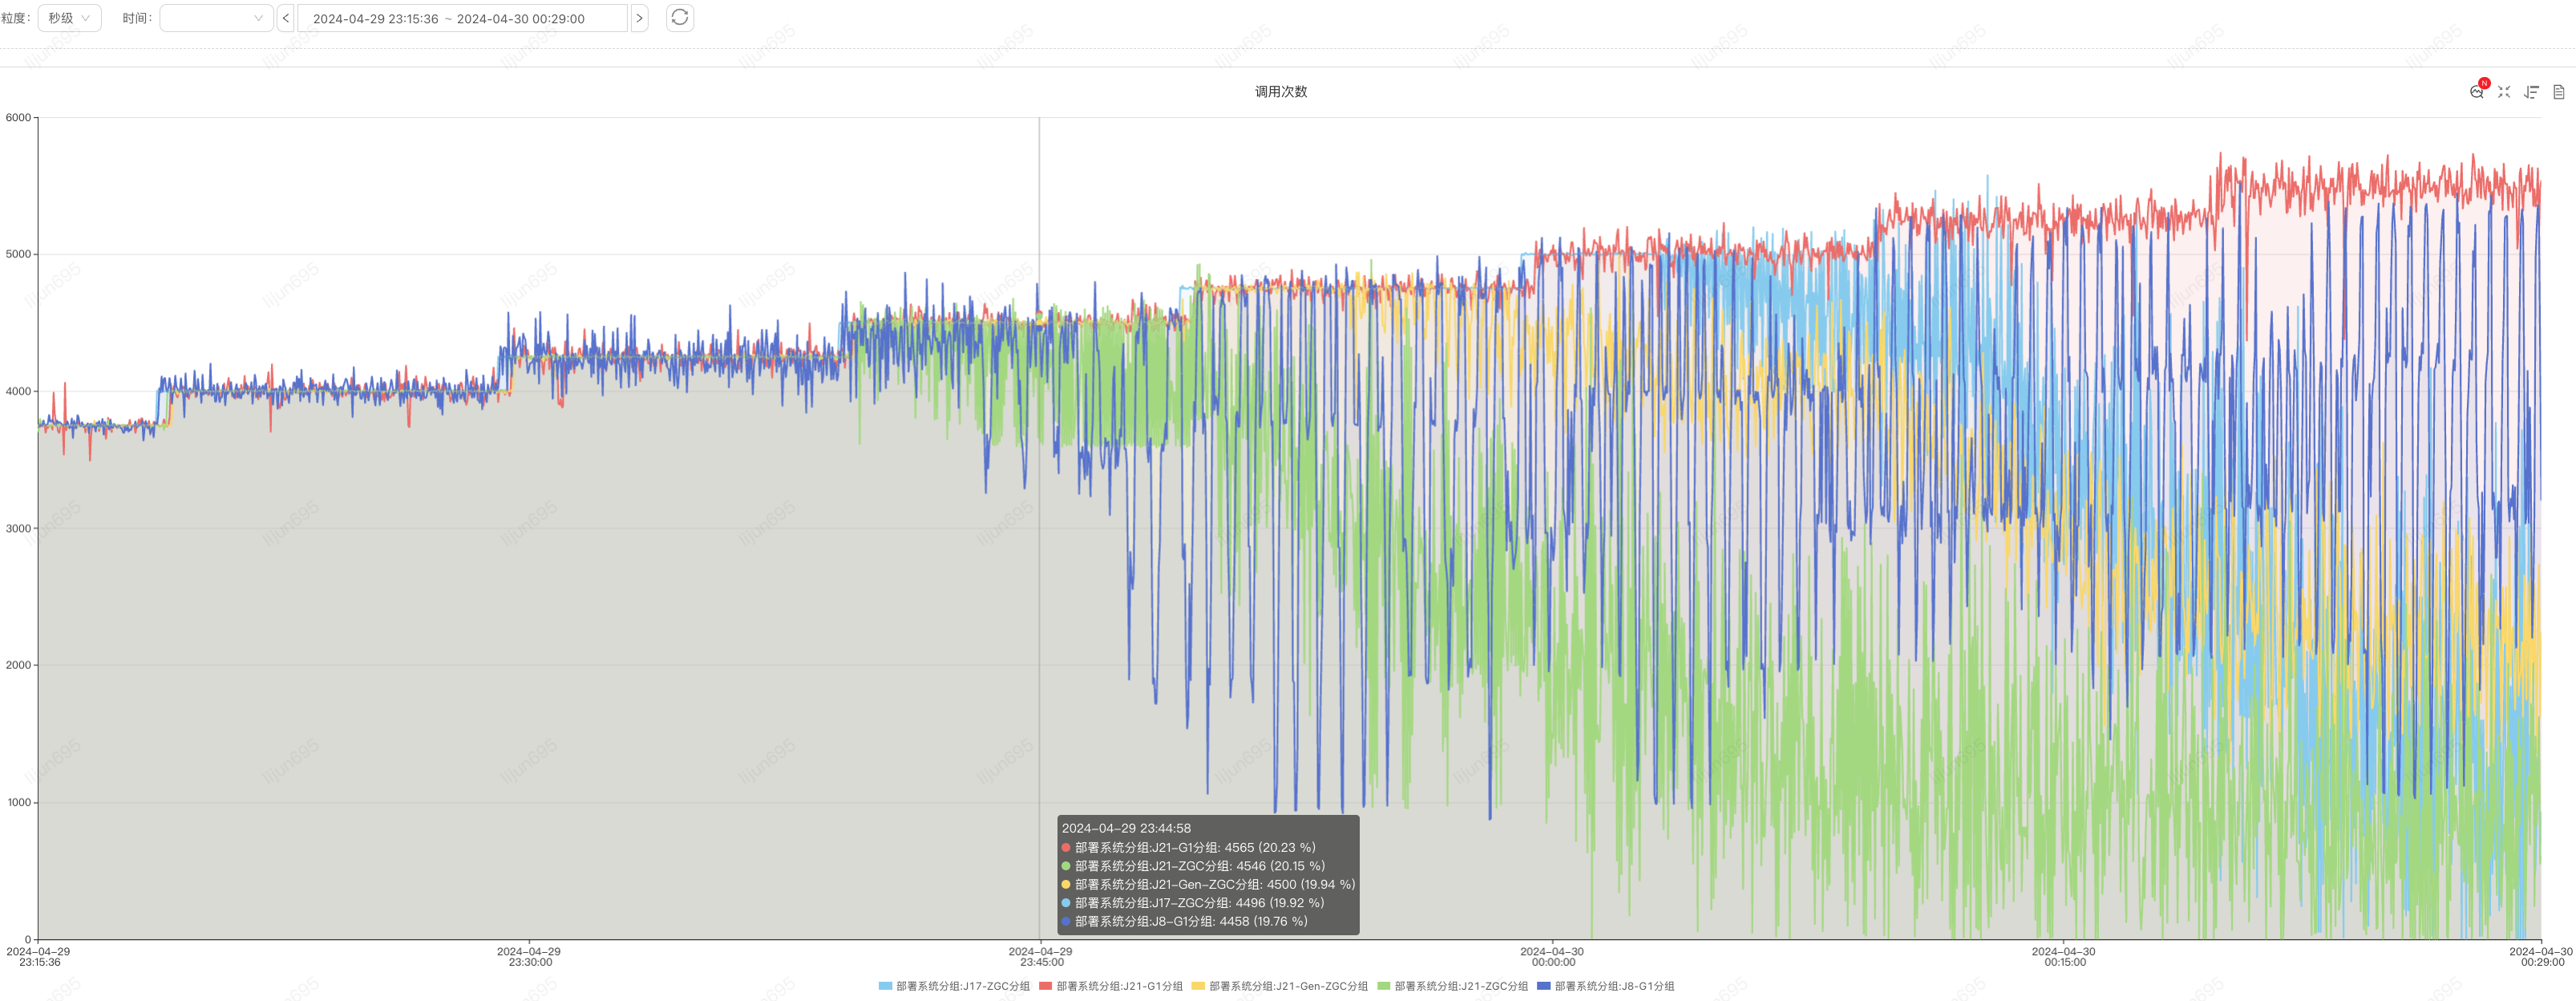 粒度： 秒级 时间： < 2024-04-29 23:15:36 ~ 2024-04-30 00:29:00 >
调用次数
N
6000
5000
4000
3000
2000
1000
0
2024-04-29 23:44:58
部署系统分组:J21-G1分组: 4565 (20.23 %)
部署系统分组:J21-ZGC分组: 4546 (20.15 %)
部署系统分组:J21-Gen-ZGC分组: 4500 (19.94 %)
部署系统分组:J17-ZGC分组: 4496 (19.92 %)
部署系统分组:J8-G1分组: 4458 (19.76 %)
2024-04-29 2024-04-29 2024-04-29 2024-04-30 2024-04-30 2024-04-30
23:15:36 23:30:00 23:45:00 00:00:00 00:15:00 00:29:00
部署系统分组:J17-ZGC分组 部署系统分组:J21-G1分组 部署系统分组:J21-Gen-ZGC分组 部署系统分组:J21-ZGC分组 部署系统分组:J8-G1分组